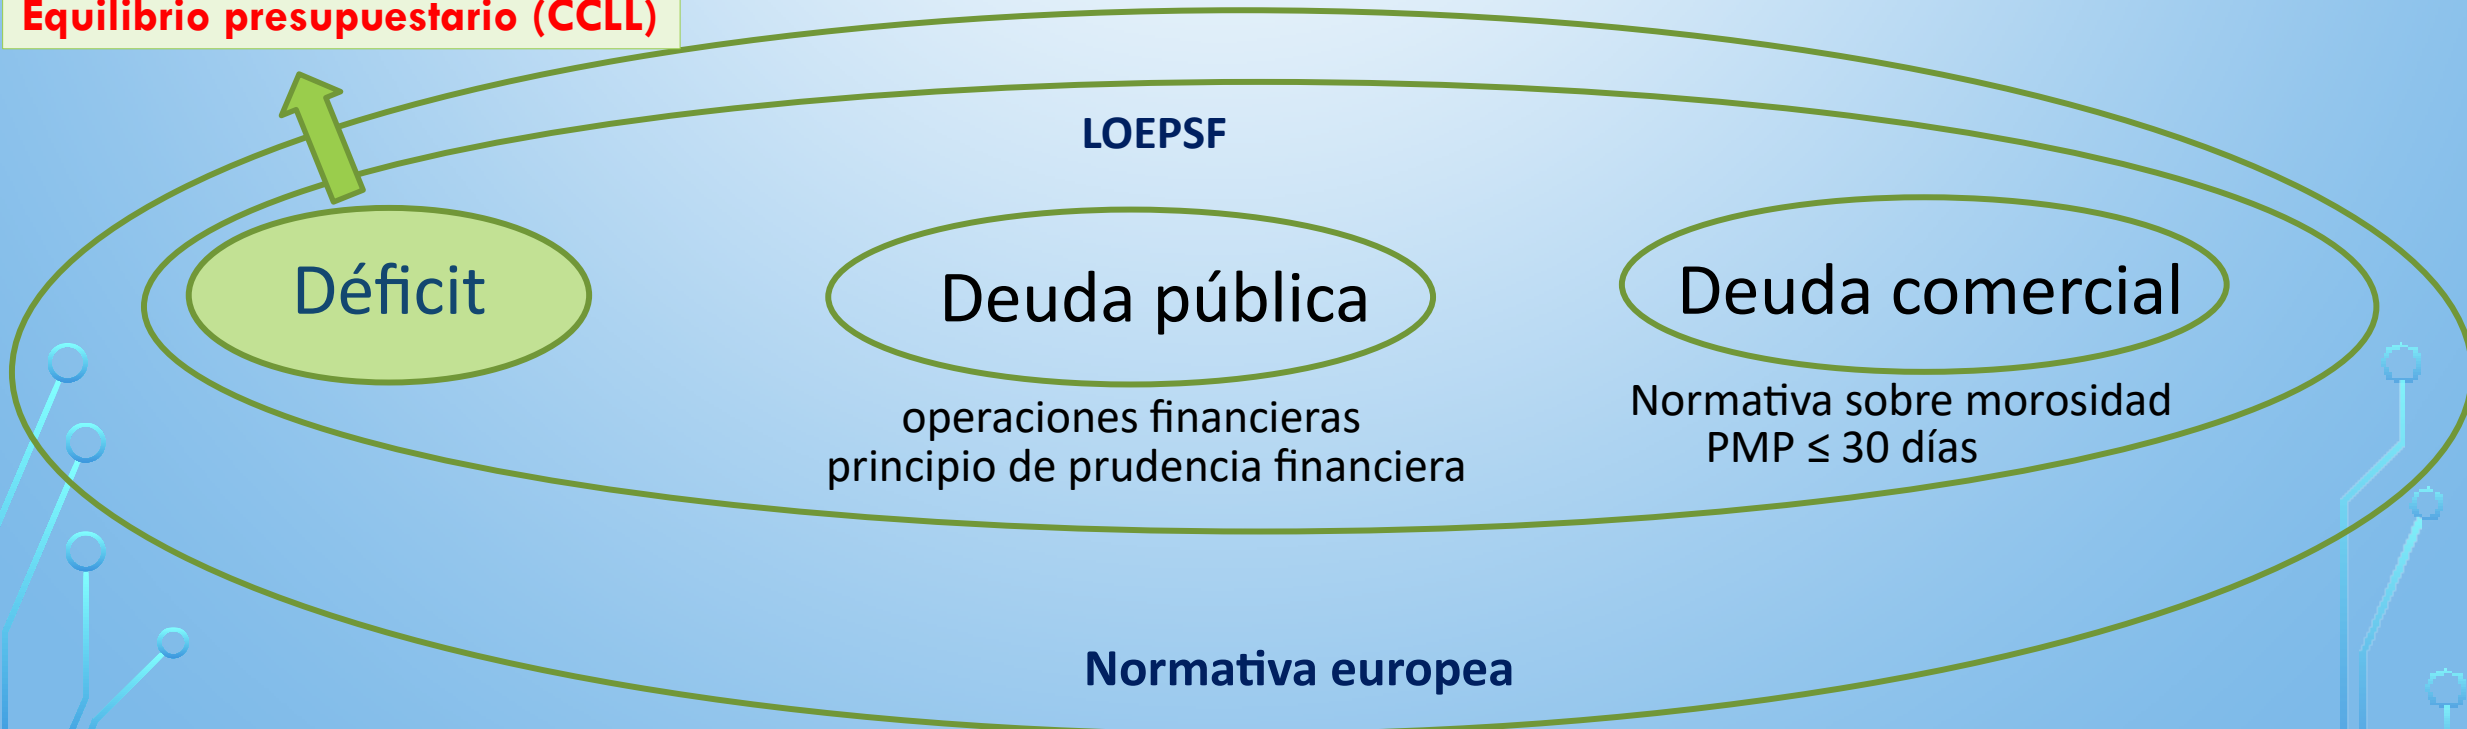 Equilibrio presupuestario (CCLL)
LOEPSF
Déficit
Deuda pública
Deuda comercial
operaciones financieras
principio de prudencia financiera
Normativa sobre morosidad
PMP ≤ 30 días
Normativa europea